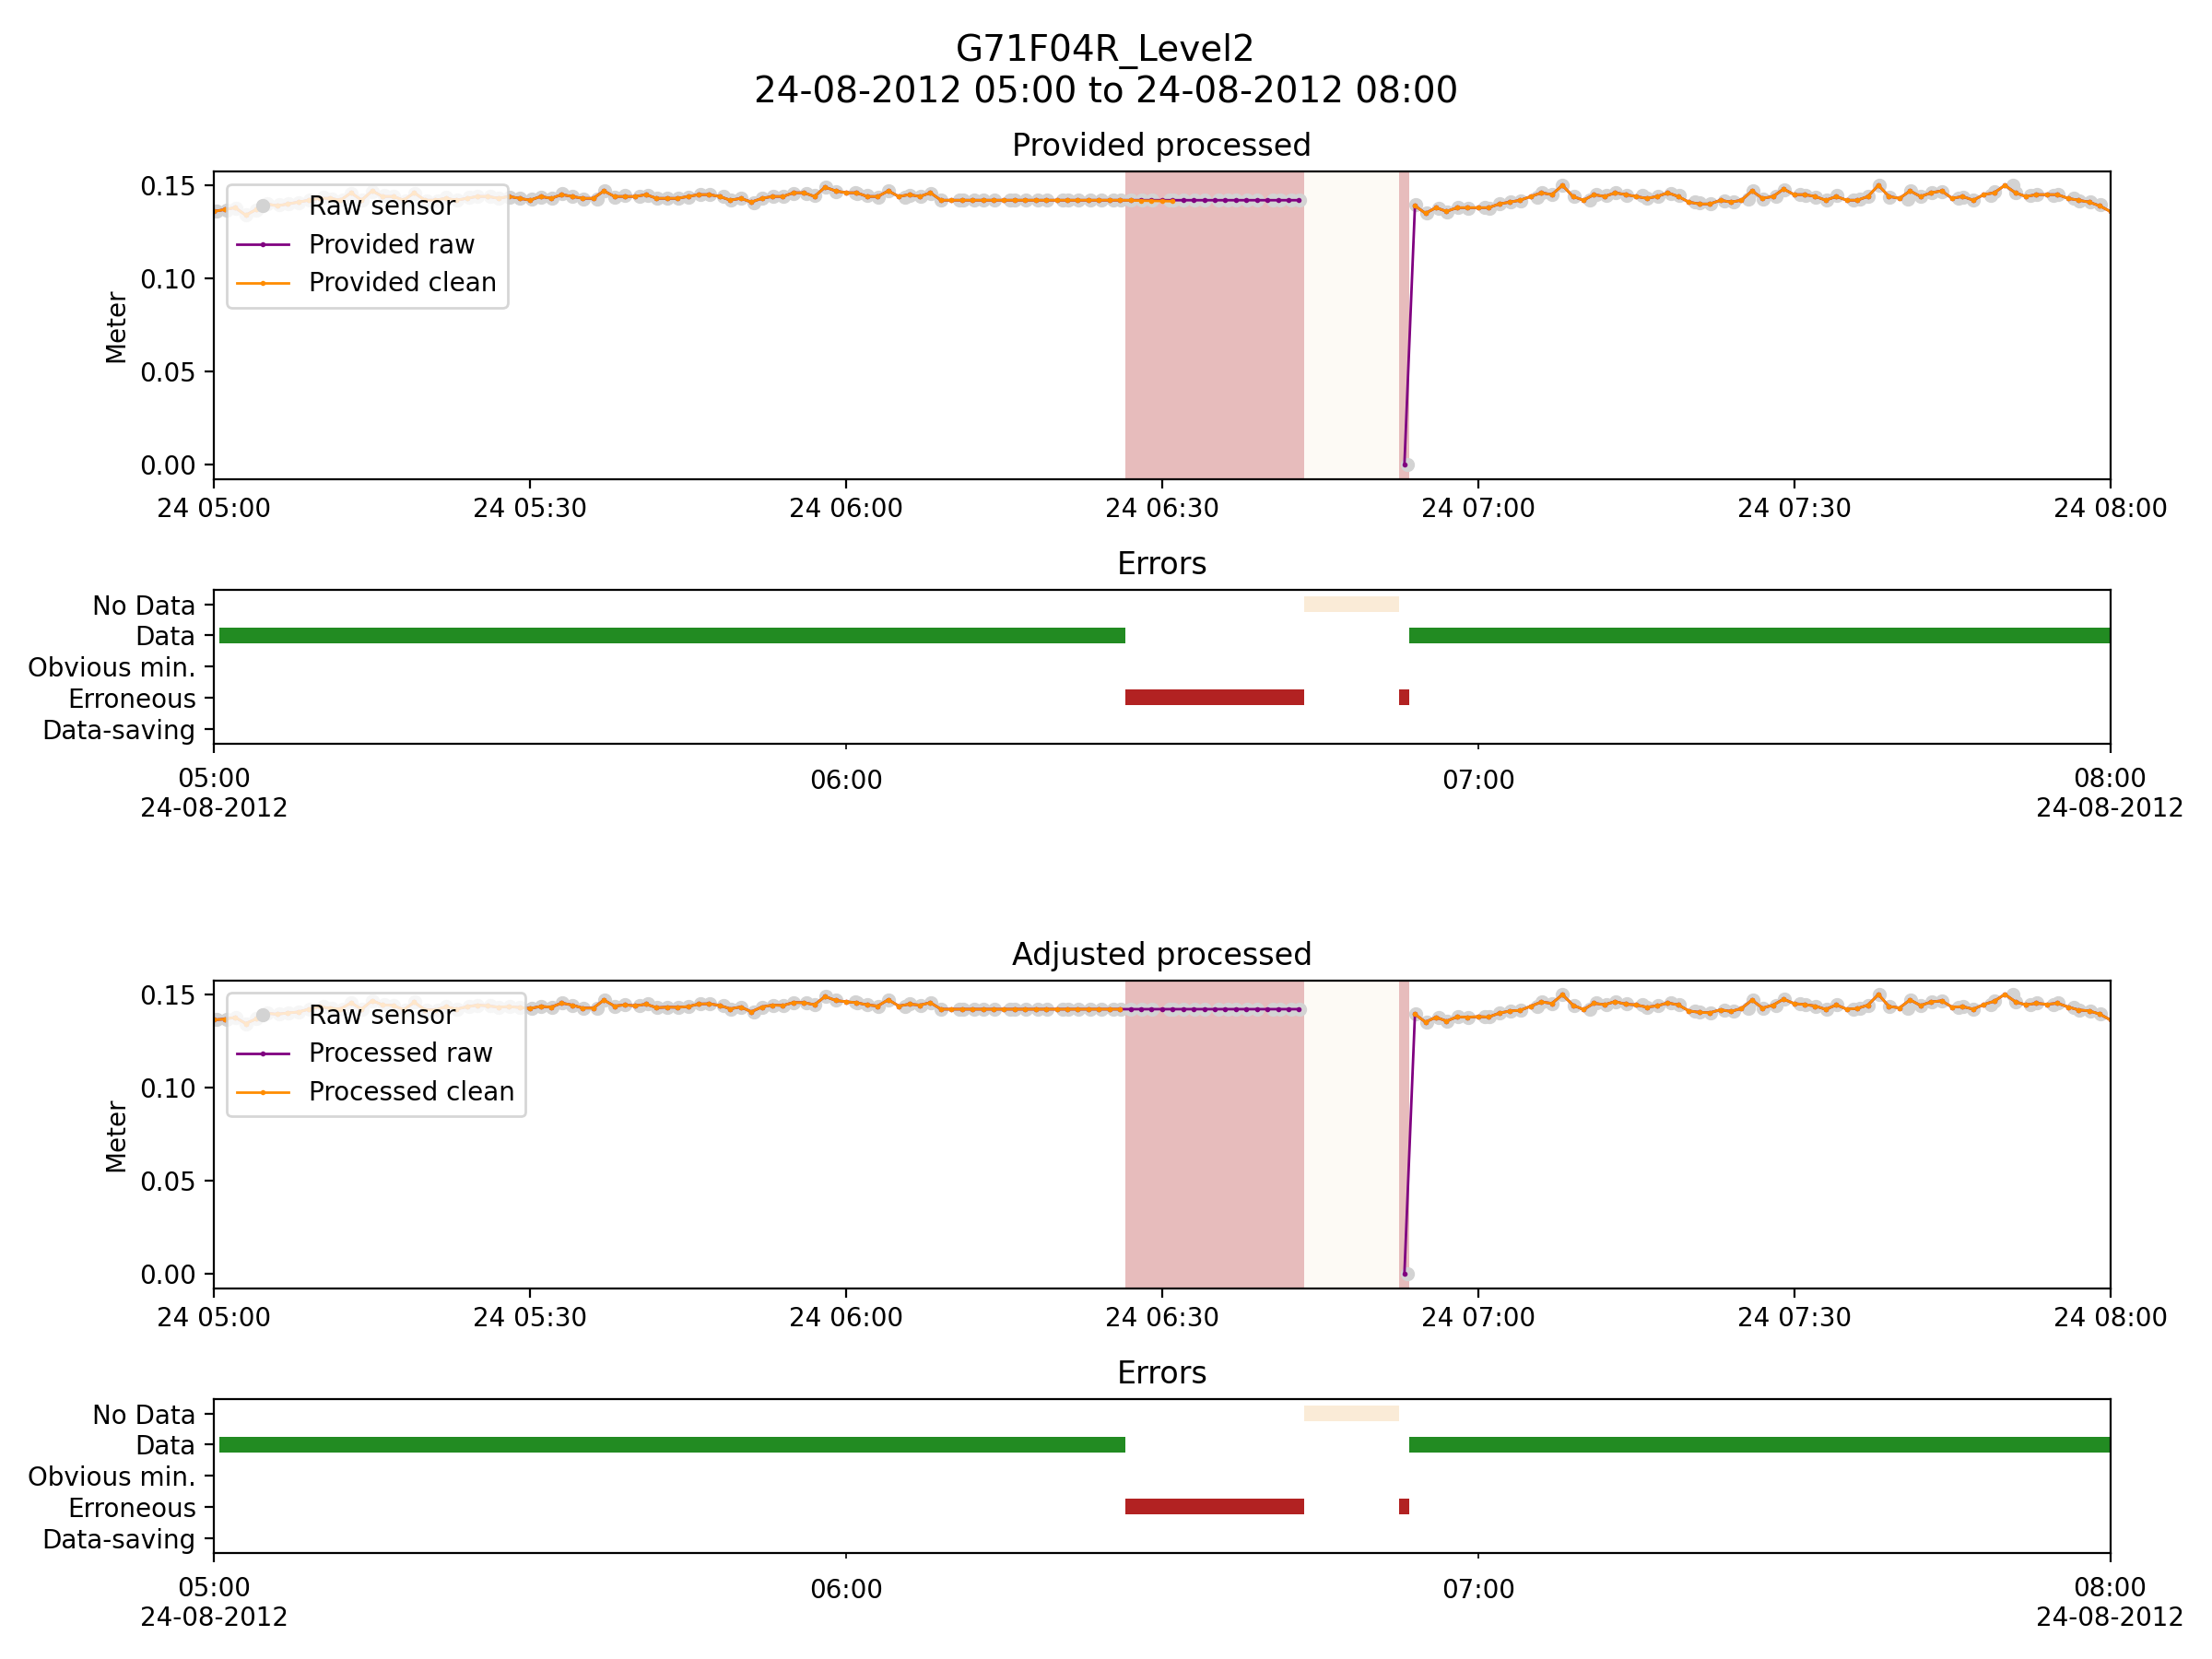 G71F04R_Level2
24-08-2012 05:00 to 24-08-2012 08:00
Provided processed
0.15
0.10
0.05
0.00
Meter
Raw sensor
Provided raw
Provided clean
24 05:00 24 05:30 24 06:00 24 06:30 24 07:00 24 07:30 24 08:00
Errors
No Data
Data
Obvious min.
Erroneous
Data-saving
05:00 06:00 07:00 08:00
24-08-2012 24-08-2012
Adjusted processed
0.15
0.10
0.05
0.00
Meter
Raw sensor
Processed raw
Processed clean
24 05:00 24 05:30 24 06:00 24 06:30 24 07:00 24 07:30 24 08:00
Errors
No Data
Data
Obvious min.
Erroneous
Data-saving
05:00 06:00 07:00 08:00
24-08-2012 24-08-2012